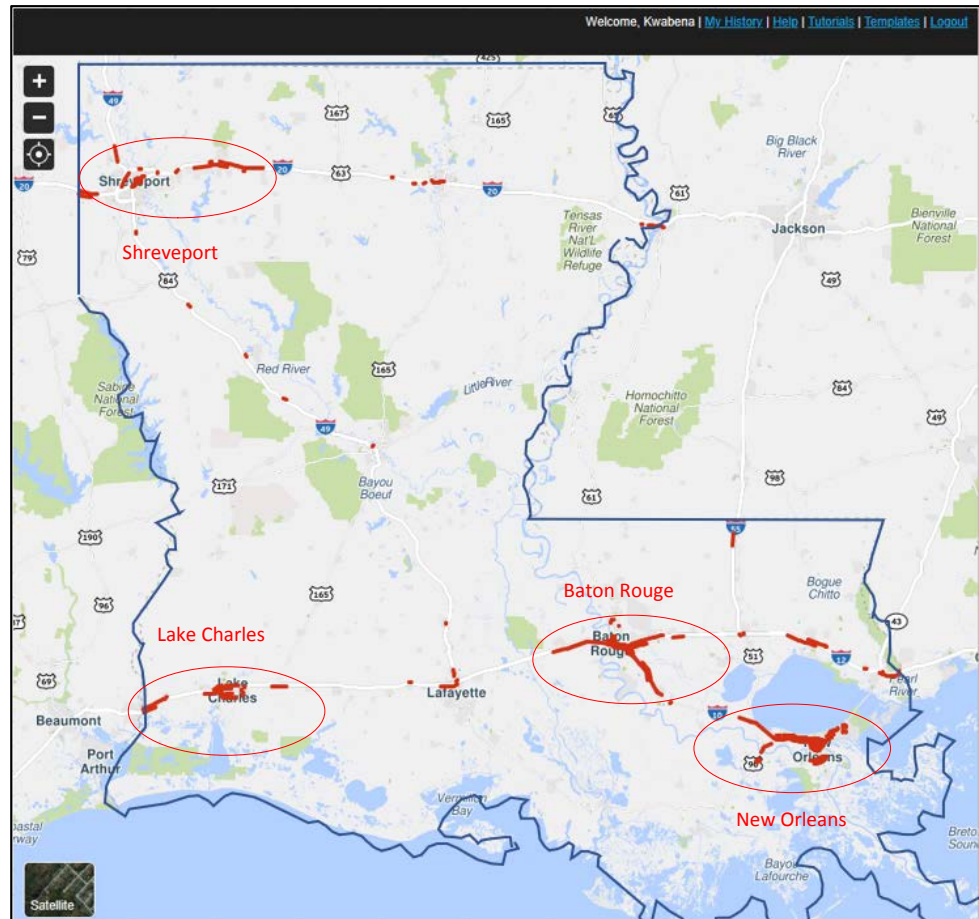 Welcome, Kwabena | My History | Help | Tutorials | Templates | Logout
425
+
49
167
165
65
−
Big Black
River
20
Shreveport
20
63
20
61
Jackson
Bienville
National
Forest
Tensas
River
Nat'L
Wildlife
Refuge
Shreveport
79
84
49
Red River
165
Little River
Sabine
National
Forest
Homochitto
National
Forest
84
49
49
171
Bayou
Boeuf
61
98
190
55
96
165
Baton Rouge
Bogue
Chitto
43
Lake Charles
Baton
Rouge
51
12
69
Lake
Charles
Lafayette
Pearl
River
Beaumont
10
Port
Arthur
90
New
Orleans
Vermilion
Bay
New Orleans
Breton
Sound
Bayou
Lafourche
Satellite